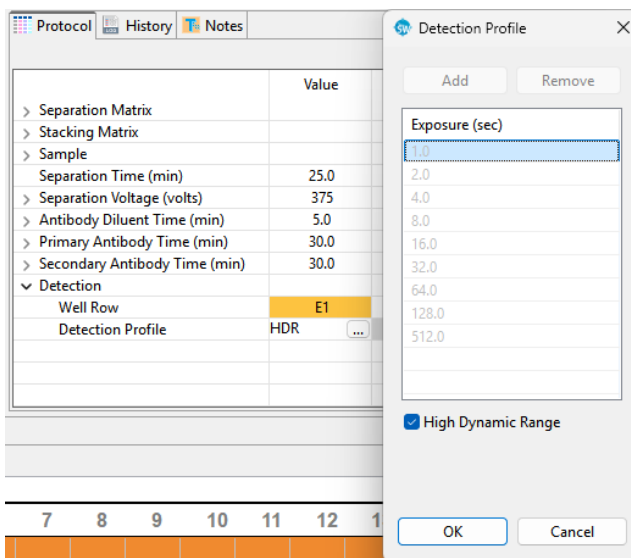 Protocol History Notes
Value
Separation Matrix
Stacking Matrix
Sample
Separation Time (min) 25.0
Separation Voltage (volts) 375
Antibody Diluent Time (min) 5.0
Primary Antibody Time (min) 30.0
Secondary Antibody Time (min) 30.0
Detection
Well Row E1
Detection Profile HDR ...
7 8 9 10 11 12 1
SW Detection Profile
Add Remove
Exposure (sec)
1.0
2.0
4.0
8.0
16.0
32.0
64.0
128.0
512.0
High Dynamic Range
OK Cancel